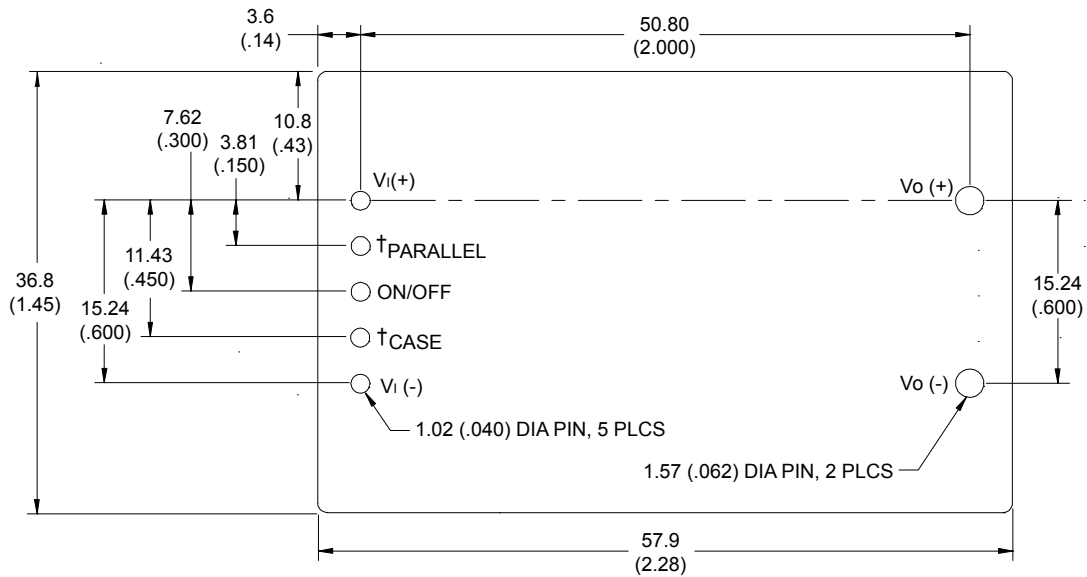 3.6
(.14)
50.80
(2.000)
7.62
(.300)
3.81
(.150)
10.8
(.43)
VI(+)
Vo (+)
†PARALLEL
11.43
(.450)
36.8
(1.45)
ON/OFF
15.24
(.600)
15.24
(.600)
†CASE
VI (-)
Vo (-)
1.02 (.040) DIA PIN, 5 PLCS
1.57 (.062) DIA PIN, 2 PLCS
57.9
(2.28)